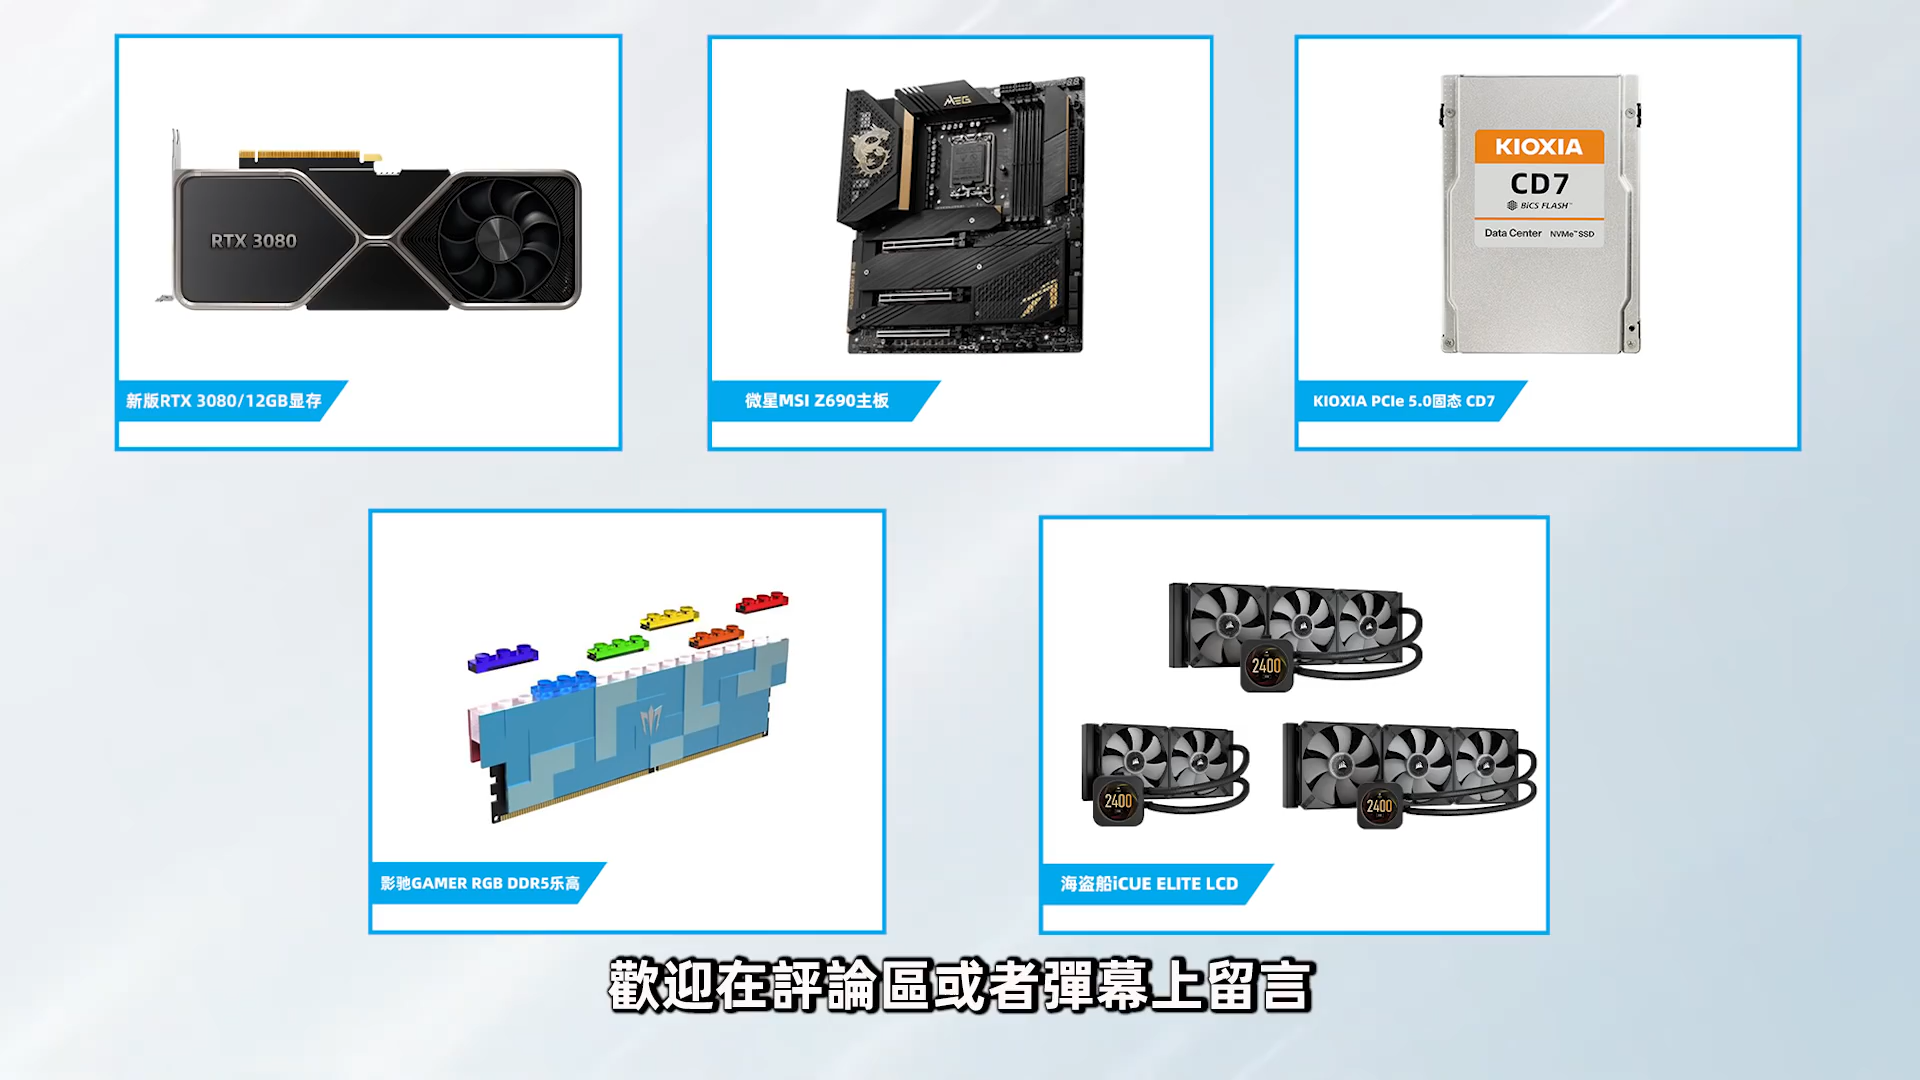 RTX 3080
新版RTX 3080/12GB显存
MEG
微星MSI Z690主板
KIOXIA
CD7
BiCS FLASH™
Data Center NVMe™ SSD
KIOXIA PCIe 5.0固态 CD7
影驰GAMER RGB DDR5乐高
2400
2400
2400
海盗船iCUE ELITE LCD
歡迎在評論區或者彈幕上留言